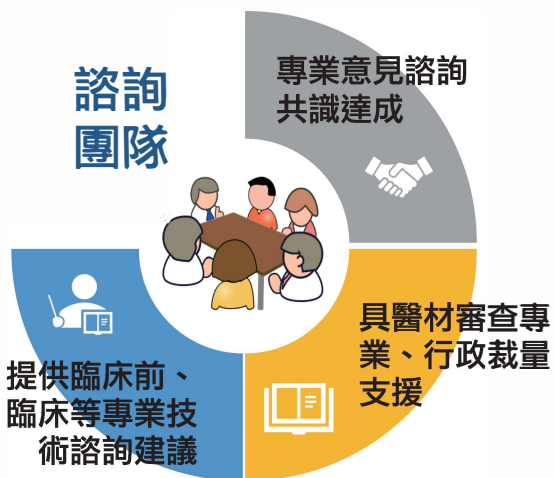 諮詢
團隊
專業意見諮詢
共識達成
具醫材審查專
業、行政裁量
支援
提供臨床前、
臨床等專業技
術諮詢建議